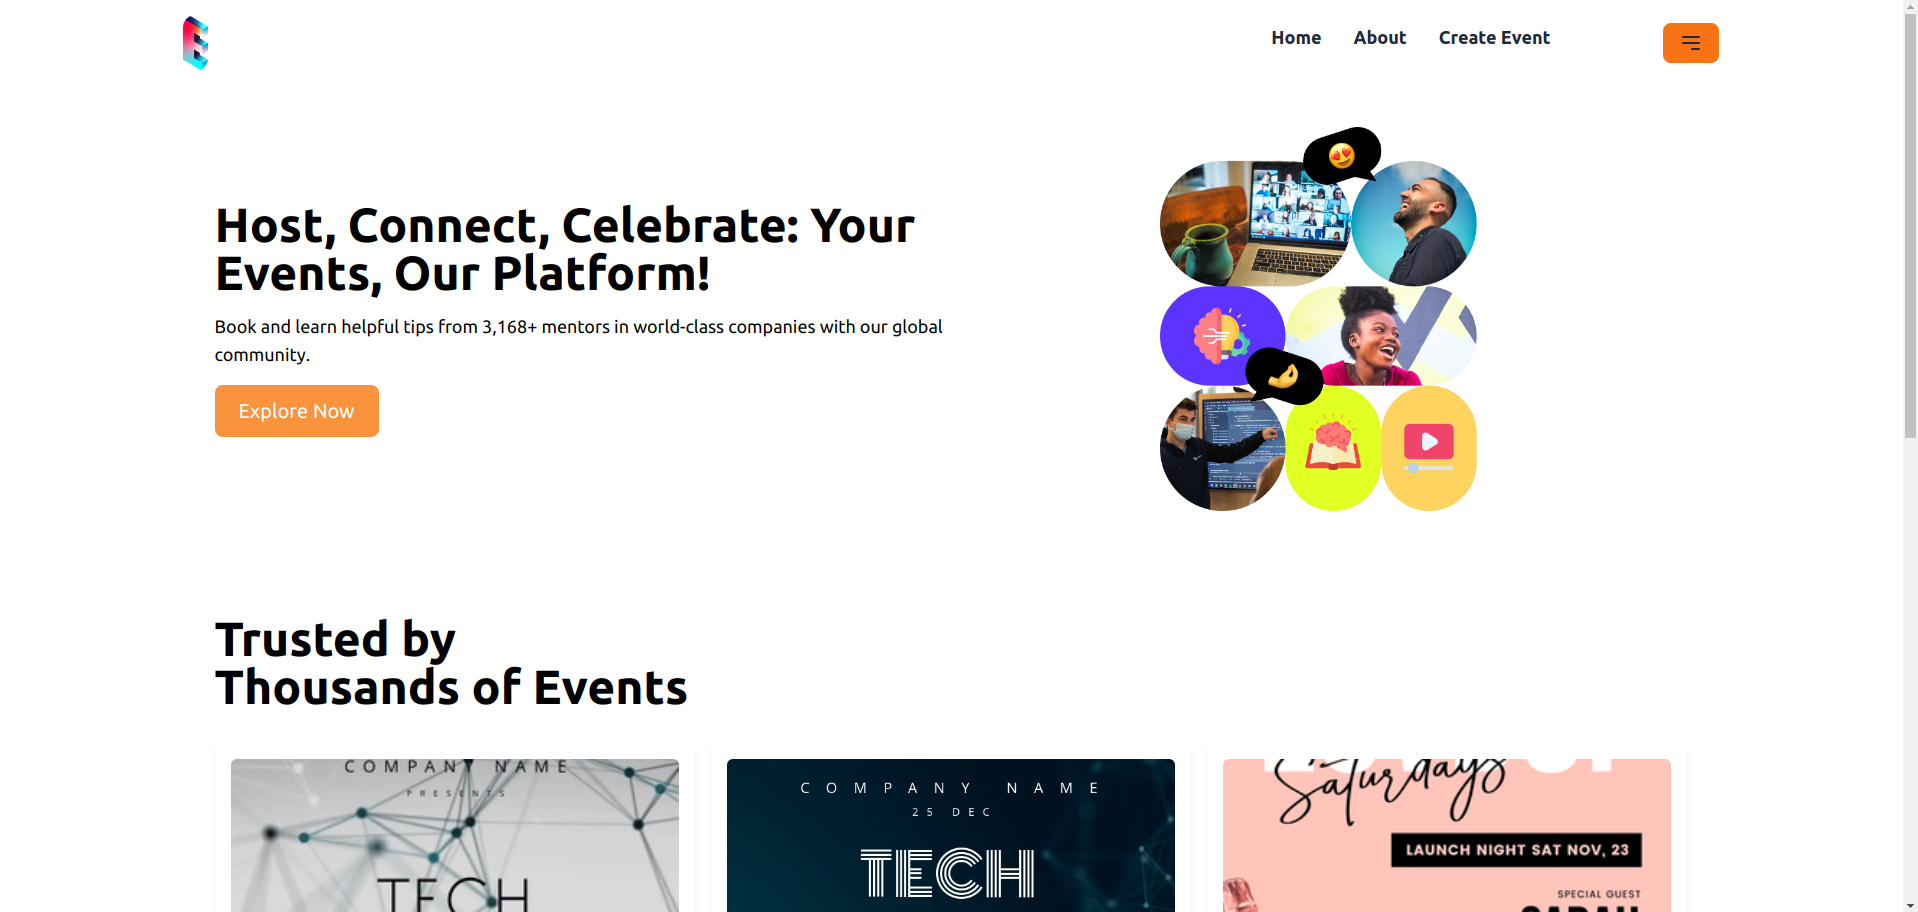 Home About Create Event
Host, Connect, Celebrate: Your
Events, Our Platform!
Book and learn helpful tips from 3,168+ mentors in world-class companies with our global
community.
Explore Now
Trusted by
Thousands of Events
COMPANY NAME
PRESENTS
TECH
COMPANY NAME
25 DEC
TECH
Saturdays
LAUNCH NIGHT SAT NOV, 23
SPECIAL GUEST
SARAH